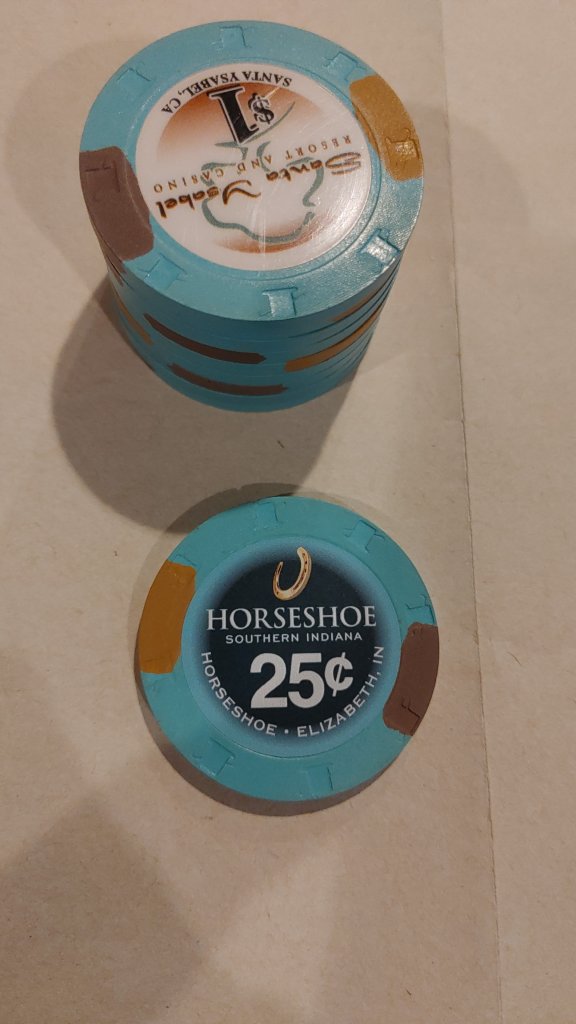 SANTA YSABEL, CA
$1
Santa Ysabel
RESORT AND CASINO
HORSESHOE
SOUTHERN INDIANA
25¢
HORSESHOE • ELIZABETH, IN